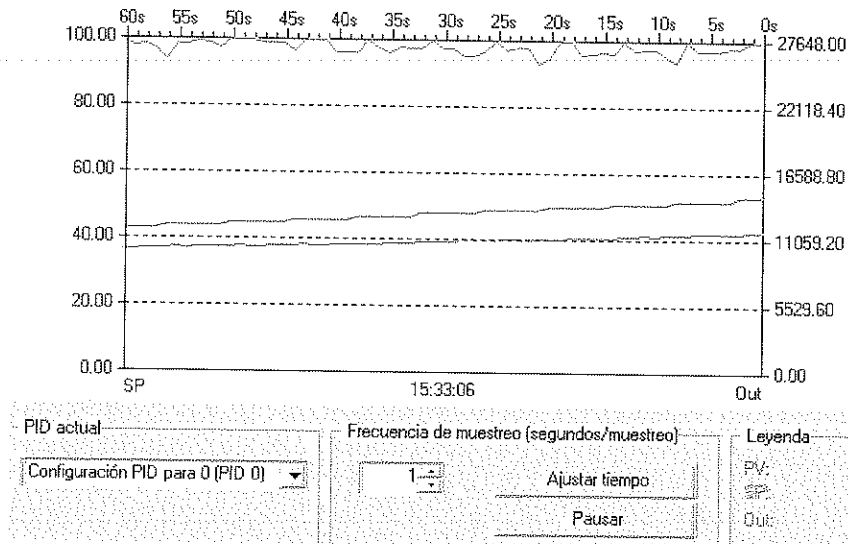 60s 55s 50s 45s 40s 35s 30s 25s 20s 15s 10s 5s 0s
100.00 27648.00
80.00 22118.40
60.00 16588.80
40.00 11059.20
20.00 5529.60
0.00 0.00
SP 15:33:06 Out
PID actual
Configuración PID para 0 (PID 0)
Frecuencia de muestreo (segundos/muestreo)
1
Ajustar tiempo
Pausar
Leyenda
PV:
SP:
Out: